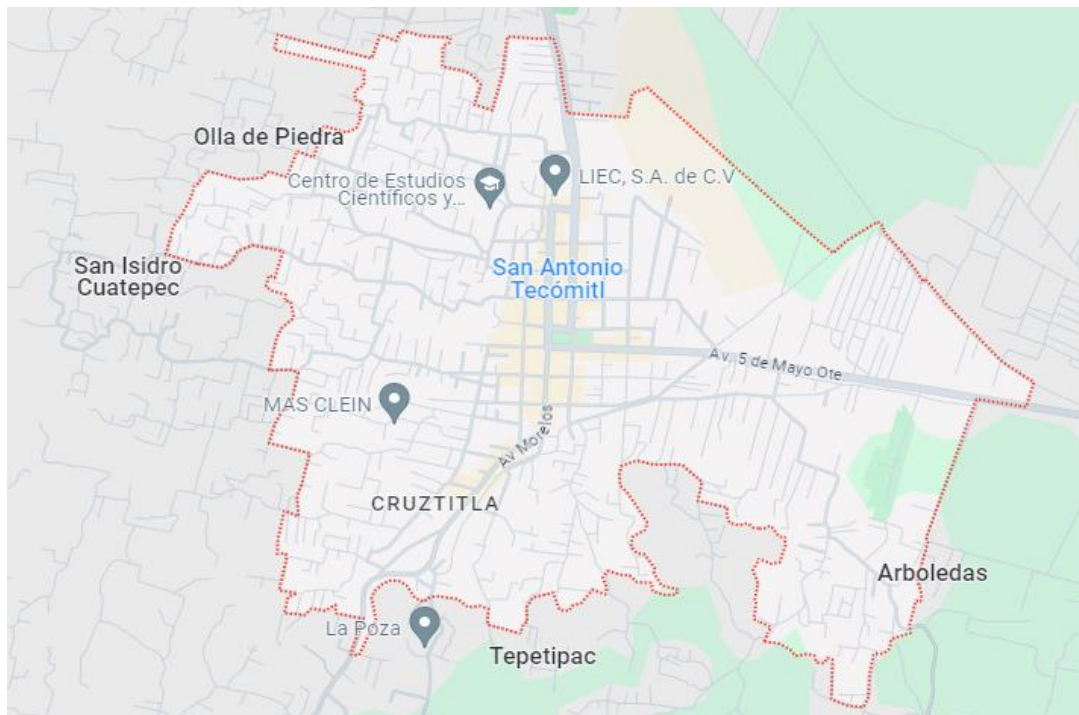 Olla de Piedra
Centro de Estudios
Científicos y...
LIEC, S.A. de C.V
San Isidro
Cuatepec
San Antonio
Tecómitl
Av. 5 de Mayo Ote.
MAS CLEIN
Av Morelos
CRUZTITLA
Arboledas
La Poza
Tepetipac